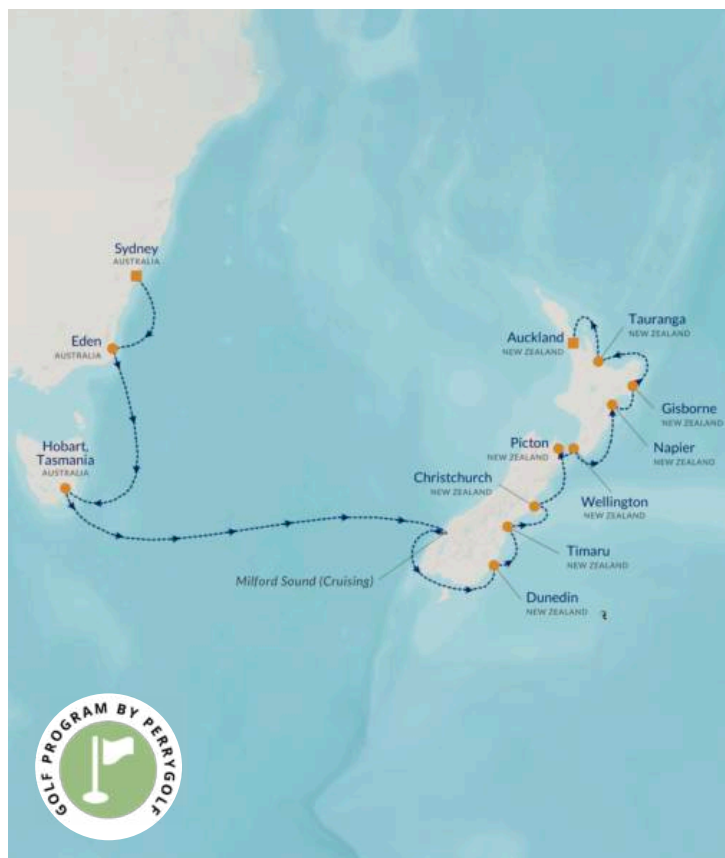 Sydney
AUSTRALIA
Eden
AUSTRALIA
Hobart,
Tasmania
AUSTRALIA
Milford Sound (Cruising)
Auckland
NEW ZEALAND
Tauranga
NEW ZEALAND
Gisborne
NEW ZEALAND
Napier
NEW ZEALAND
Picton
NEW ZEALAND
Wellington
NEW ZEALAND
Christchurch
NEW ZEALAND
Timaru
NEW ZEALAND
Dunedin
NEW ZEALAND
GOLF PROGRAM BY PERRYGOLF